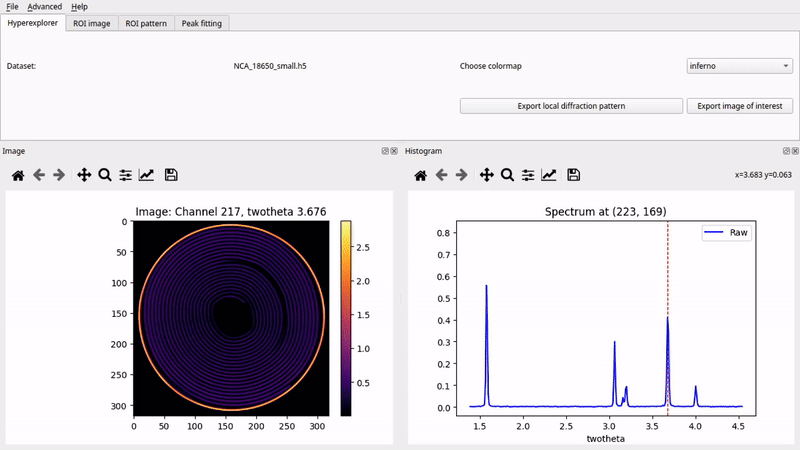 File Advanced Help
Hyperexplorer ROI image ROI pattern Peak fitting
Dataset: NCA_18650_small.h5 Choose colormap inferno
Export local diffraction pattern Export image of interest
Image
Histogram
x=3.683 y=0.063
Image: Channel 217, twotheta 3.676
0
50
100
150
200
250
300
0 50 100 150 200 250 300
2.5
2.0
1.5
1.0
0.5
Spectrum at (223, 169)
Raw
0.8
0.7
0.6
0.5
0.4
0.3
0.2
0.1
0.0
1.5 2.0 2.5 3.0 3.5 4.0 4.5
twotheta